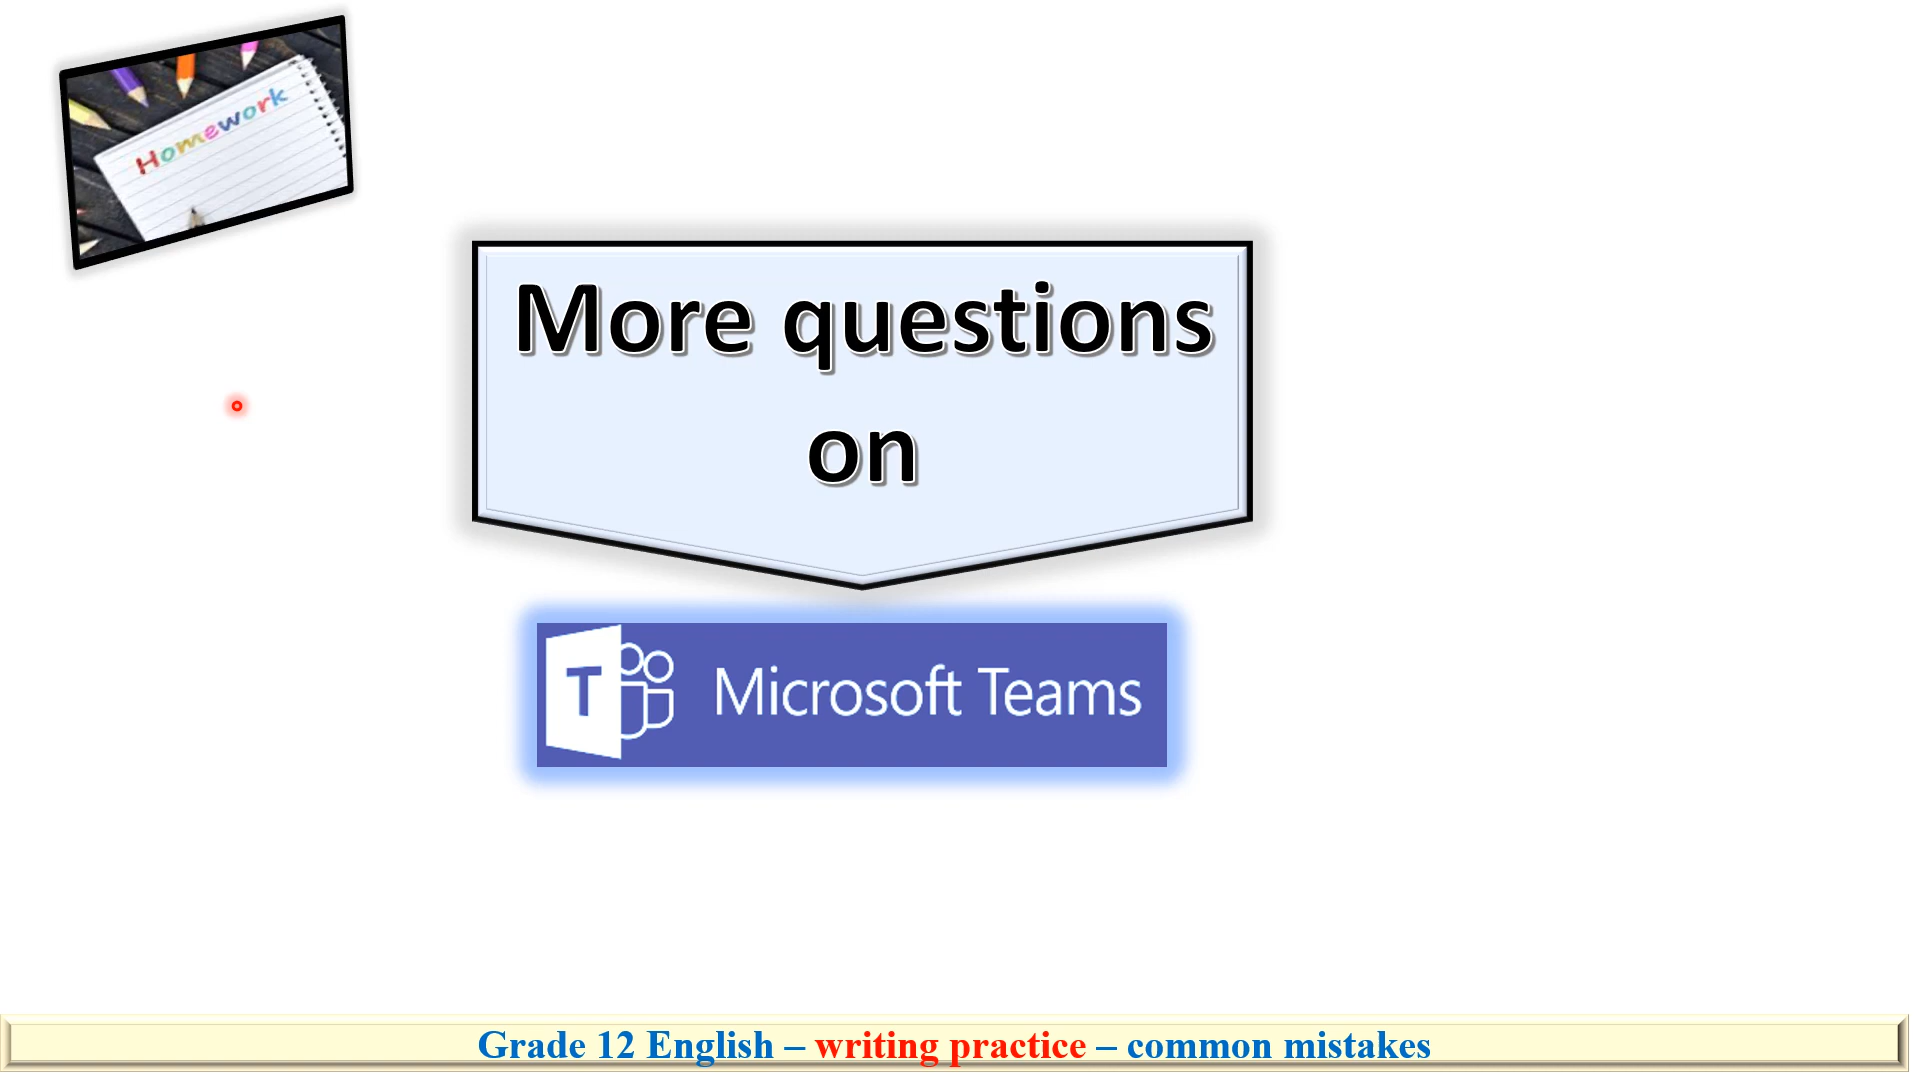 Homework
More questions
on
T Microsoft Teams
Grade 12 English – writing practice – common mistakes